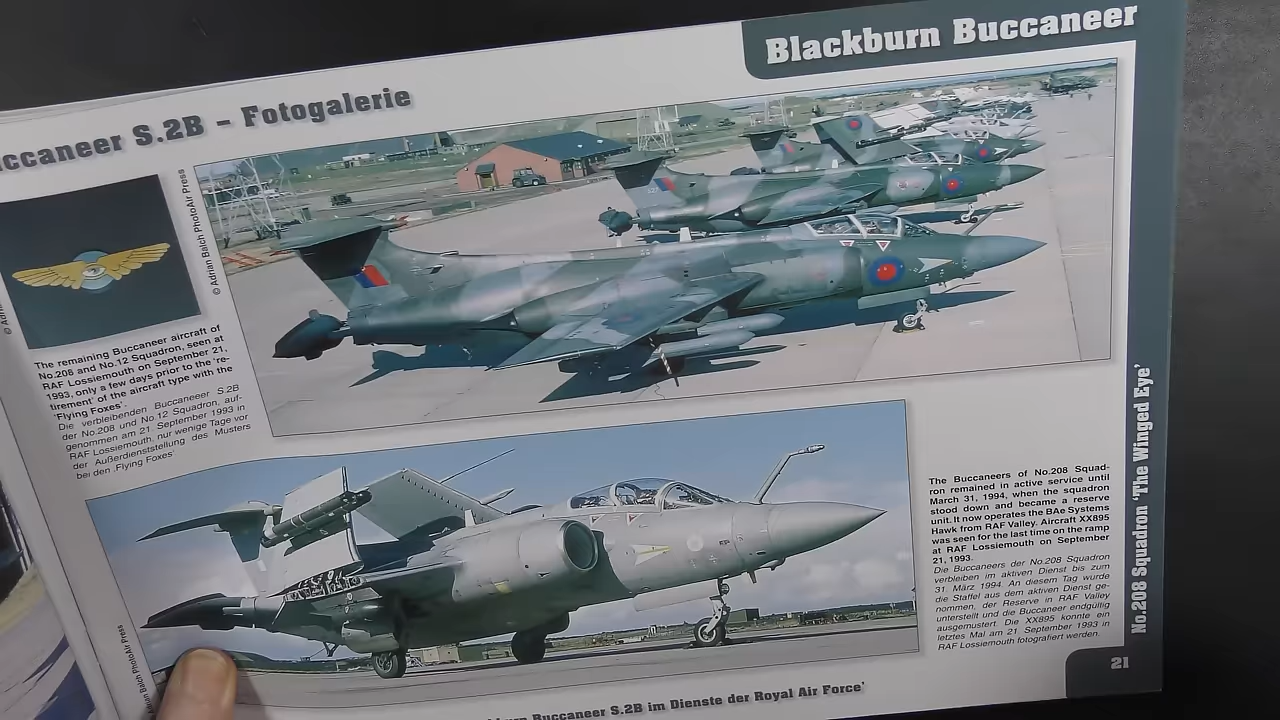 Blackburn Buccaneer
Buccaneer S.2B – Fotogalerie
© Adrian Balch PhotoAir Press
The remaining Buccaneer aircraft of
No.208 and No.12 Squadron, seen at
RAF Lossiemouth on September 21,
1993, only a few days prior to the 're-
tirement' of the aircraft type with the
'Flying Foxes'.
Die verbleibenden Buccaneeer S.2B
der No.208 und No.12 Squadron, auf-
genommen am 21. September 1993 in
RAF Lossiemouth, nur wenige Tage vor
der Außerdienststellung des Musters
bei den ‚Flying Foxes'
The Buccaneers of No.208 Squad-
ron remained in active service until
March 31, 1994, when the squadron
stood down and became a reserve
unit. It now operates the BAe Systems
Hawk from RAF Valley. Aircraft XX895
was seen for the last time on the ramp
at RAF Lossiemouth on September
21, 1993.
Die Buccaneers der No.208 Squadron
verbleiben im aktiven Dienst bis zum
31. März 1994. An diesem Tag wurde
die Staffel aus dem aktiven Dienst ge-
nommen, der Reserve in RAF Valley
unterstellt und die Buccaneer endgültig
ausgemustert. Die XX895 konnte ein
letztes Mal am 21 September 1993 in
RAF Lossiemouth fotografiert werden.
No.208 Squadron 'The Winged Eye'
Balch PhotoAir Press
S.2B im Dienste der Royal Air Force'
21